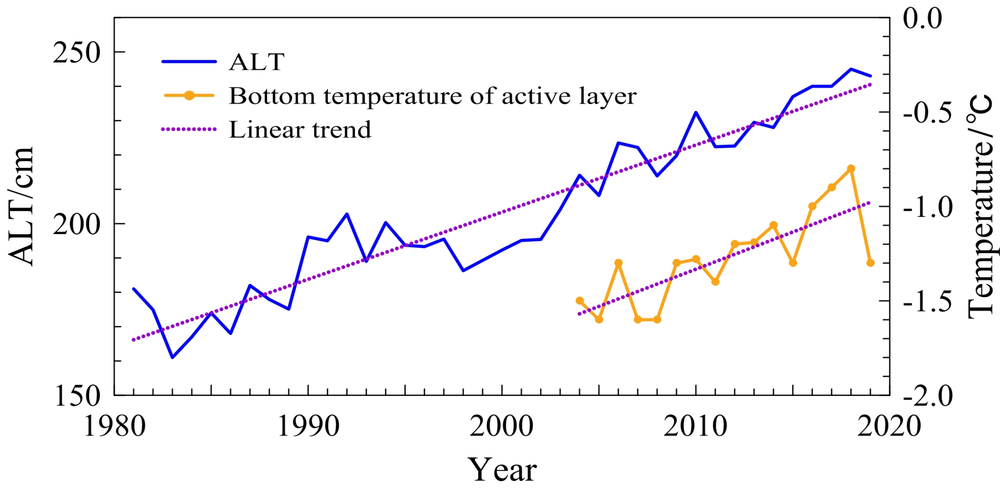 ALT
Bottom temperature of active layer
Linear trend
250
200
150
ALT/cm
0.0
-0.5
-1.0
-1.5
-2.0
Temperature/°C
1980
1990
2000
2010
2020
Year